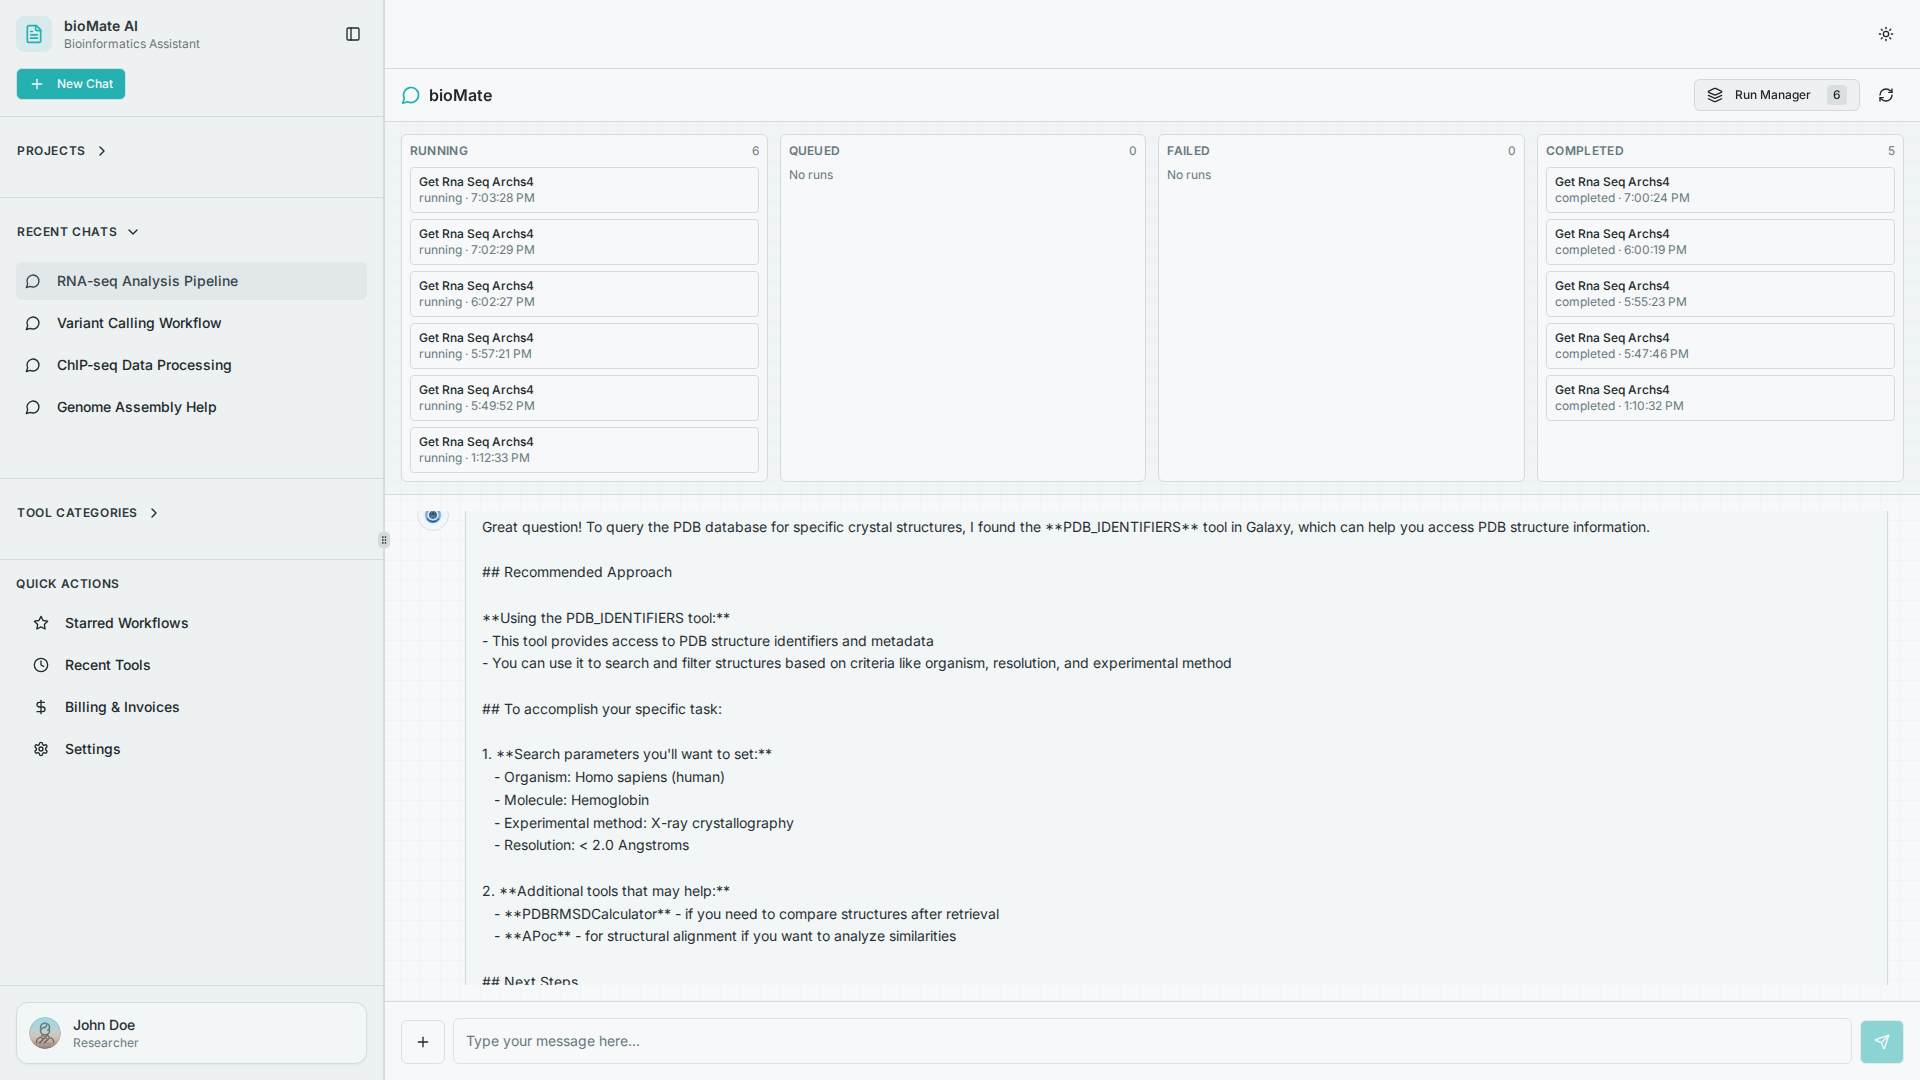 bioMate AI
Bioinformatics Assistant
New Chat
PROJECTS
RECENT CHATS
RNA-seq Analysis Pipeline
Variant Calling Workflow
ChIP-seq Data Processing
Genome Assembly Help
TOOL CATEGORIES
QUICK ACTIONS
Starred Workflows
Recent Tools
Billing & Invoices
Settings
John Doe
Researcher
bioMate
Run Manager 6
RUNNING 6
Get Rna Seq Archs4
running · 7:03:28 PM
Get Rna Seq Archs4
running · 7:02:29 PM
Get Rna Seq Archs4
running · 6:02:27 PM
Get Rna Seq Archs4
running · 5:57:21 PM
Get Rna Seq Archs4
running · 5:49:52 PM
Get Rna Seq Archs4
running · 1:12:33 PM
QUEUED 0
No runs
FAILED 0
No runs
COMPLETED 5
Get Rna Seq Archs4
completed · 7:00:24 PM
Get Rna Seq Archs4
completed · 6:00:19 PM
Get Rna Seq Archs4
completed · 5:55:23 PM
Get Rna Seq Archs4
completed · 5:47:46 PM
Get Rna Seq Archs4
completed · 1:10:32 PM
Great question! To query the PDB database for specific crystal structures, I found the **PDB_IDENTIFIERS** tool in Galaxy, which can help you access PDB structure information.
## Recommended Approach
**Using the PDB_IDENTIFIERS tool:**
- This tool provides access to PDB structure identifiers and metadata
- You can use it to search and filter structures based on criteria like organism, resolution, and experimental method
## To accomplish your specific task:
1. **Search parameters you'll want to set:**
- Organism: Homo sapiens (human)
- Molecule: Hemoglobin
- Experimental method: X-ray crystallography
- Resolution: < 2.0 Angstroms
2. **Additional tools that may help:**
- **PDBRMSDCalculator** - if you need to compare structures after retrieval
- **APoc** - for structural alignment if you want to analyze similarities
## Next Steps
Type your message here...